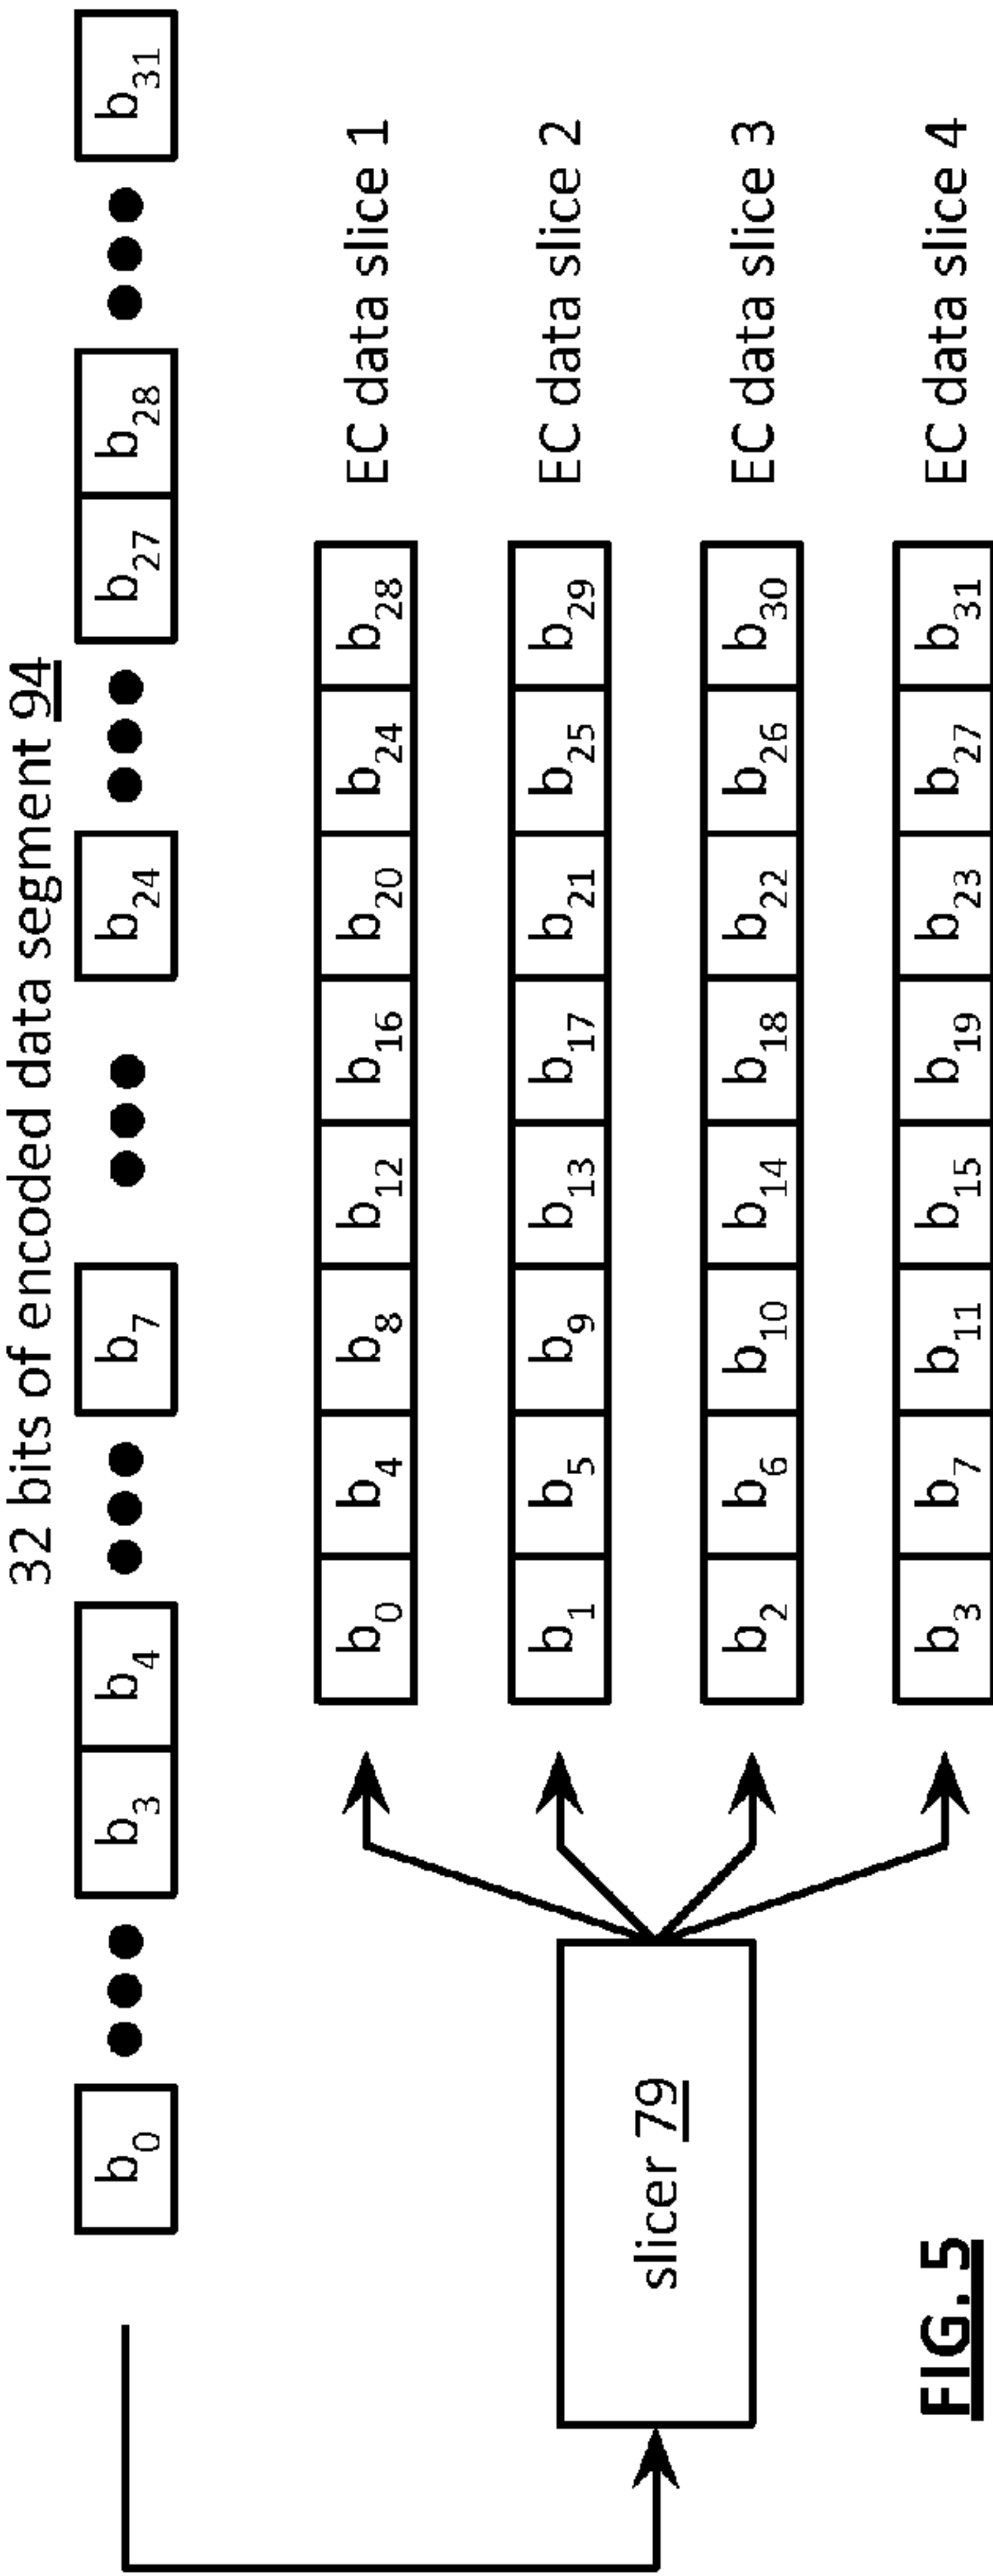 32 bits of encoded data segment 94
b0 ●●● b3 b4 ●●● b7 ●●● b24 ●●● b27 b28 ●●● b31
b0 b4 b8 b12 b16 b20 b24 b28 EC data slice 1
b1 b5 b9 b13 b17 b21 b25 b29 EC data slice 2
slicer 79
b2 b6 b10 b14 b18 b22 b26 b30 EC data slice 3
b3 b7 b11 b15 b19 b23 b27 b31 EC data slice 4
FIG. 5